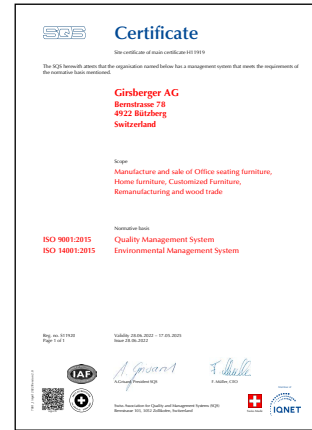 SQS
Certificate
Site certificate of main certificate H11919
The SQS herewith attests that the organisation named below has a management system that meets the requirements of
the normative basis mentioned.
Girsberger AG
Bernstrasse 78
4922 Bützberg
Switzerland
Scope
Manufacture and sale of Office seating furniture,
Home furniture, Customized Furniture,
Remanufacturing and wood trade
Normative basis
ISO 9001:2015 Quality Management System
ISO 14001:2015 Environmental Management System
Reg. no. H11920
Page 1 of 1
Validity 28.06.2022 – 17.05.2025
Issue 28.06.2022
A. Grisard, President SQS
F. Müller, CEO
IAF
Swiss Association for Quality and Management Systems (SQS)
Bernstrasse 103, 3052 Zollikofen, Switzerland
Swiss Made
IQNET